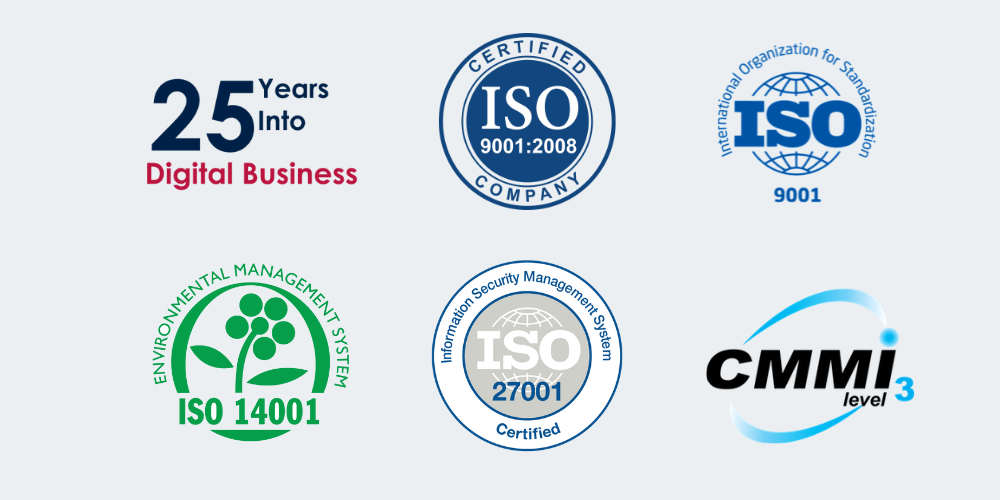 25 Years
Into
Digital Business
CERTIFIED
ISO
9001:2008
COMPANY
International Organization for Standardization
ISO
9001
ENVIRONMENTAL MANAGEMENT SYSTEM
ISO 14001
Information Security Management System
ISO
27001
Certified
CMMi 3
level